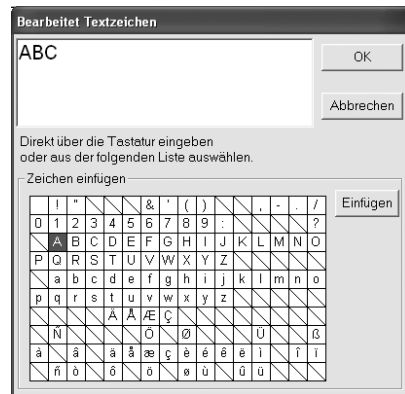 Bearbeitet Textzeichen
ABC
OK
Abbrechen
Direkt über die Tastatur eingeben
oder aus der folgenden Liste auswählen.
Zeichen einfügen
Einfügen
! " & ' ( ) , - . /
0 1 2 3 4 5 6 7 8 9 : ?
A B C D E F G H I J K L M N O
P Q R S T U V W X Y Z
a b c d e f g h i j k l m n o
p q r s t u v w x y z
Ä Å Æ Ç
Ñ Ö Ø Ü ß
à â ä å æ ç è é ê ë ì î ï
ñ ò ô ö ø ù û ü